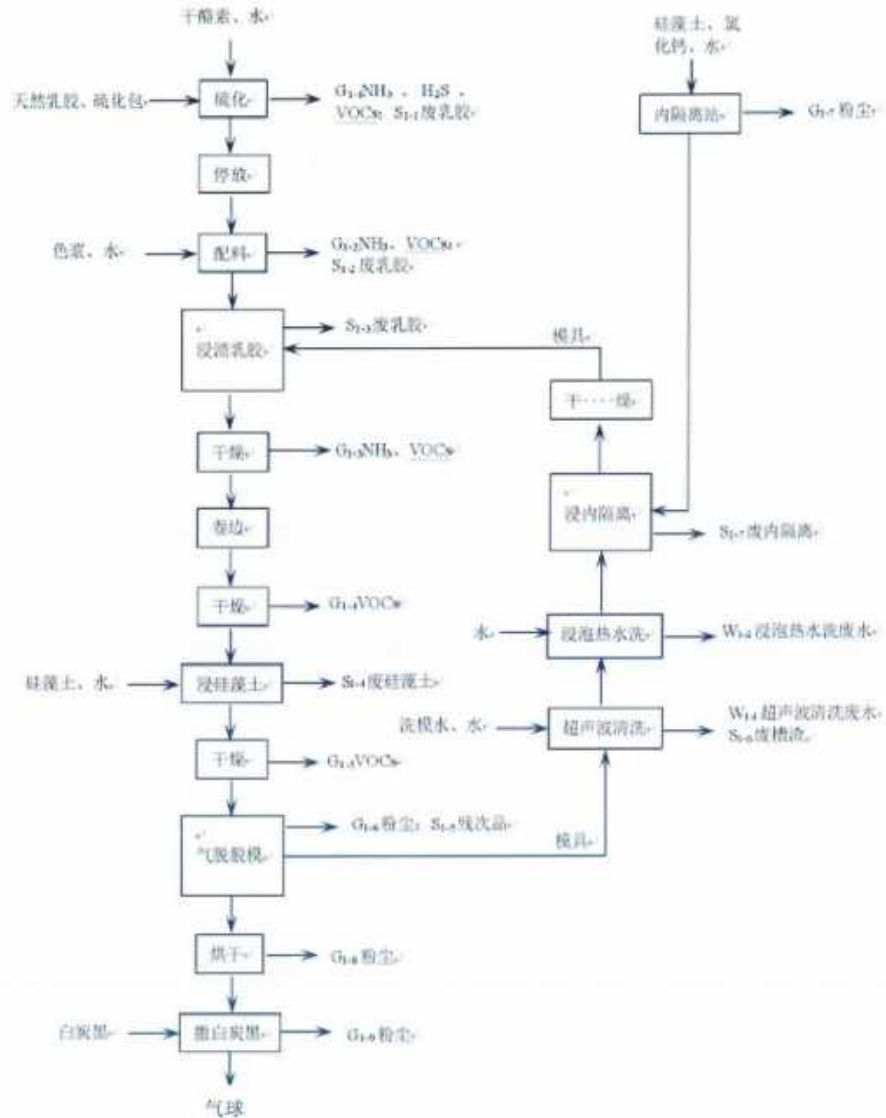 干酪素、水
硅藻土、氯
化钙、水
天然乳胶、硫化包
硫化
G₁₋₁NH₃、H₂S、
VOCs；S₁₋₁废乳胶
内隔离池
G₁₋₇粉尘
停放
色浆、水
配料
G₁₋₂NH₃、VOCs；
S₁₋₂废乳胶
浸渍乳胶
S₁₋₃废乳胶
模具
干····燥
干燥
G₁₋₃NH₃、VOCs
浸内隔离
S₁₋₇废内隔离
卷边
干燥
G₁₋₄VOCs
水
浸泡热水洗
W₁₋₂浸泡热水洗废水
硅藻土、水
浸硅藻土
S₁₋₄废硅藻土
洗模水、水
超声波清洗
W₁₋₁超声波清洗废水、
S₁₋₆废槽渣。
干燥
G₁₋₅VOCs
气脱脱模
G₁₋₆粉尘；S₁₋₅残次品
模具
烘干
G₁₋₈粉尘
白炭黑
撒白炭黑
G₁₋₉粉尘
气球